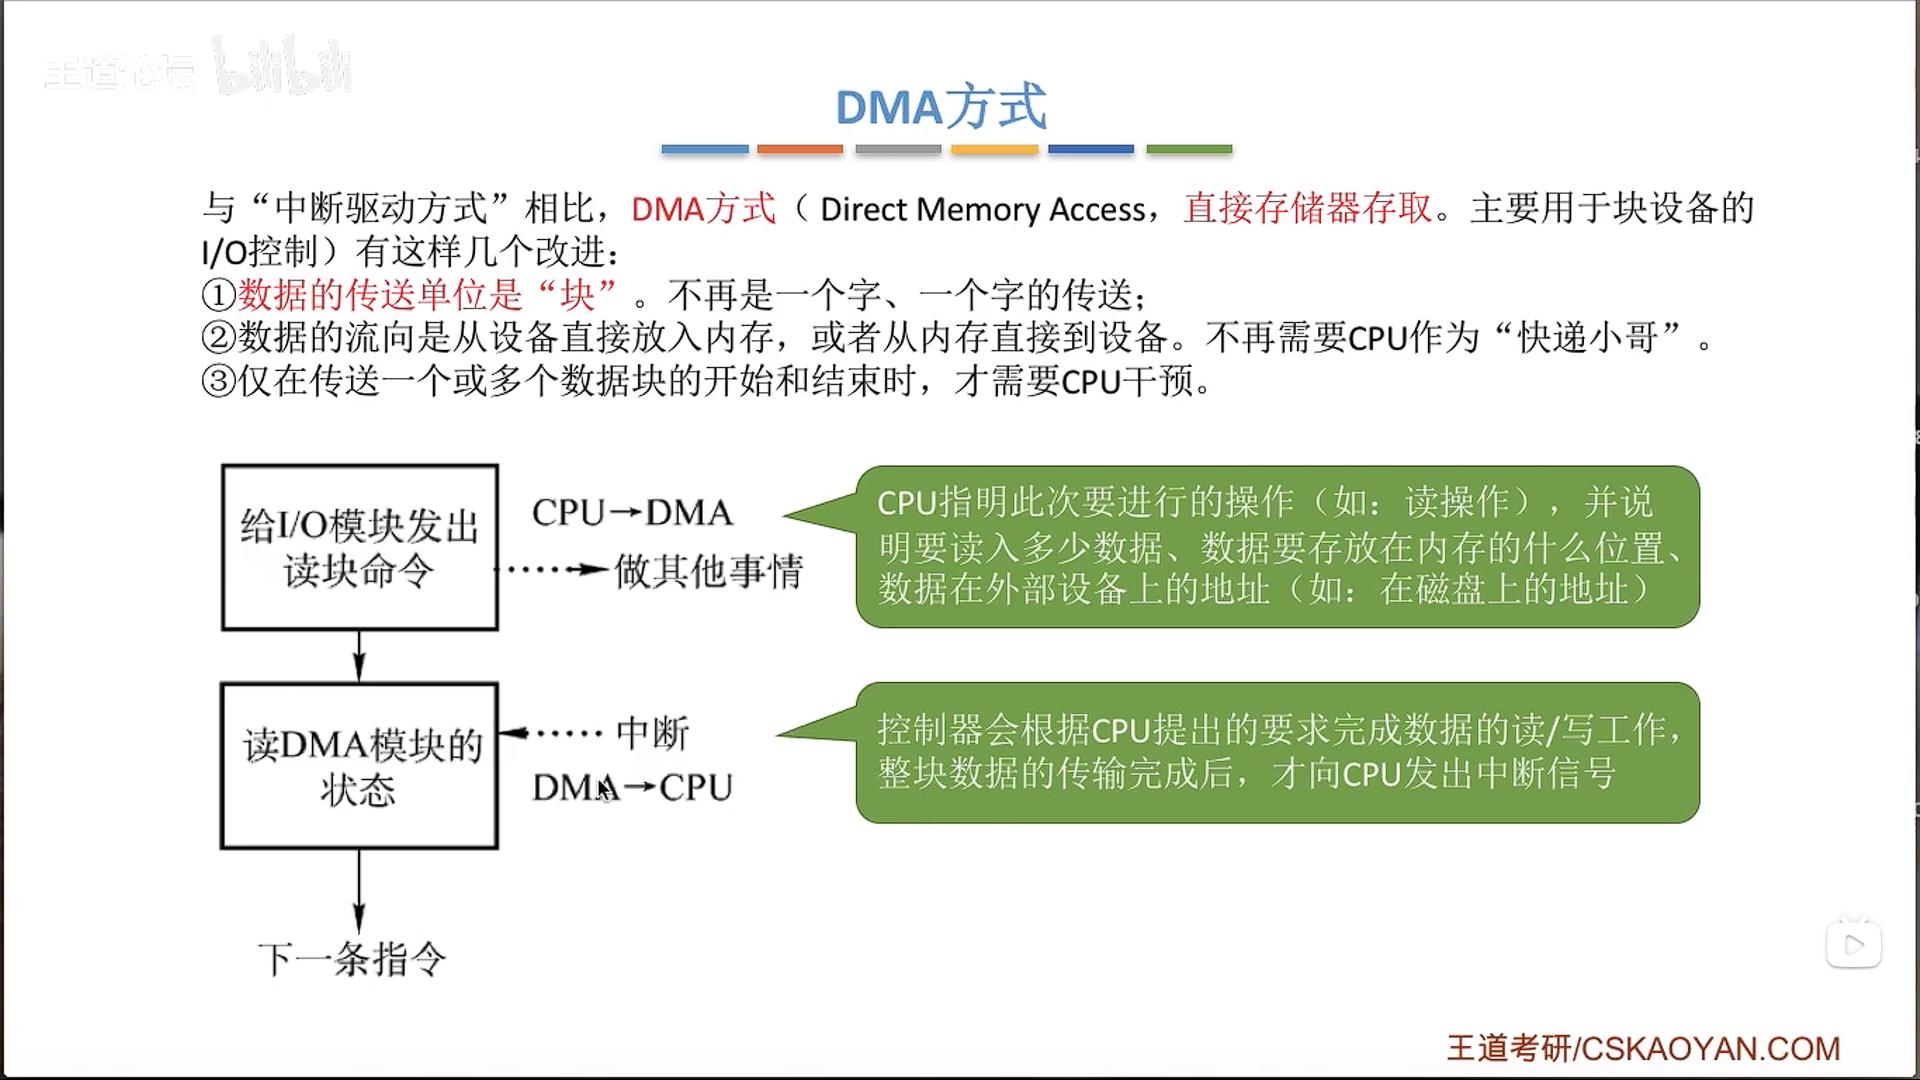 王道论坛 bilibili
DMA方式
与“中断驱动方式”相比，DMA方式（ Direct Memory Access，直接存储器存取。主要用于块设备的
I/O控制）有这样几个改进：
①数据的传送单位是“块”。不再是一个字、一个字的传送；
②数据的流向是从设备直接放入内存，或者从内存直接到设备。不再需要CPU作为“快递小哥”。
③仅在传送一个或多个数据块的开始和结束时，才需要CPU干预。
给I/O模块发出
读块命令
CPU→DMA
做其他事情
CPU指明此次要进行的操作（如：读操作），并说
明要读入多少数据、数据要存放在内存的什么位置、
数据在外部设备上的地址（如：在磁盘上的地址）
读DMA模块的
状态
中断
DMA→CPU
控制器会根据CPU提出的要求完成数据的读/写工作，
整块数据的传输完成后，才向CPU发出中断信号
下一条指令
王道考研/CSKAOYAN.COM